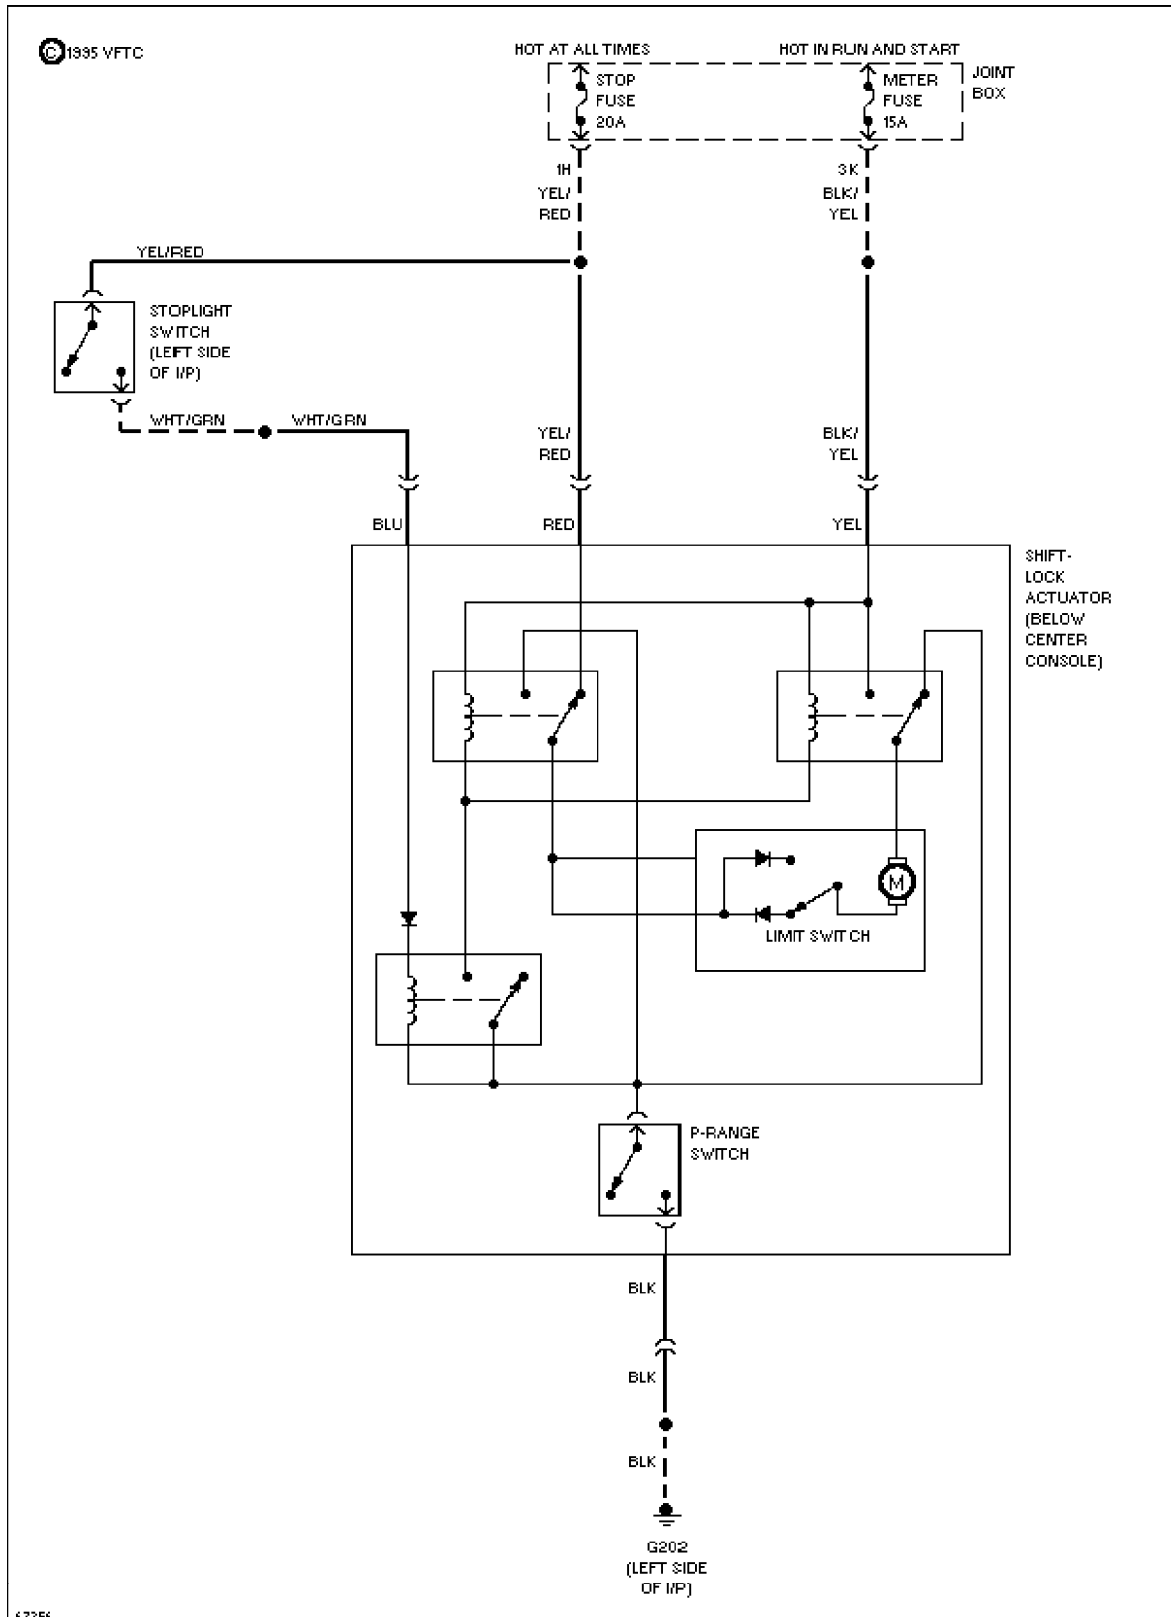 © 1995 VFTC
HOT AT ALL TIMES
HOT IN RUN AND START
STOP
FUSE
20A
METER
FUSE
15A
JOINT
BOX
1H
YEL/
RED
3K
BLK/
YEL
YEL/RED
STOPLIGHT
SWITCH
(LEFT SIDE
OF I/P)
WHT/GRN
WHT/GRN
YEL/
RED
BLK/
YEL
BLU
RED
YEL
SHIFT-
LOCK
ACTUATOR
(BELOW
CENTER
CONSOLE)
M
LIMIT SWITCH
P-RANGE
SWITCH
BLK
BLK
BLK
G202
(LEFT SIDE
OF I/P)